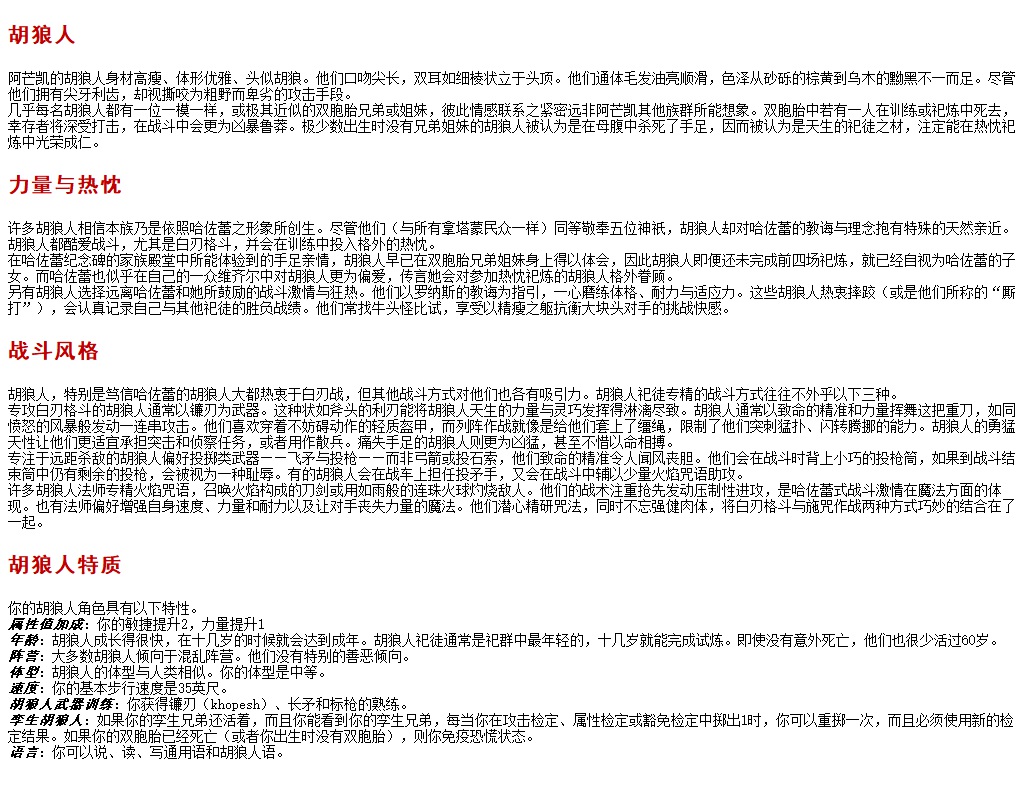 胡狼人
阿芒凯的胡狼人身材高瘦、体形优雅、头似胡狼。他们口吻尖长，双耳如细棱状立于头顶。他们通体毛发油亮顺滑，色泽从砂砾的棕黄到乌木的黝黑不一而足。尽管
他们拥有尖牙利齿，却视撕咬为粗野而卑劣的攻击手段。
几乎每名胡狼人都有一位一模一样，或极其近似的双胞胎兄弟或姐妹，彼此情感联系之紧密远非阿芒凯其他族群所能想象。双胞胎中若有一人在训练或祀炼中死去，
幸存者将深受打击，在战斗中会更为凶暴鲁莽。极少数出生时没有兄弟姐妹的胡狼人被认为是在母腹中杀死了手足，因而被认为是天生的祀徒之材，注定能在热忱祀
炼中光荣成仁。
力量与热忱
许多胡狼人相信本族乃是依照哈佐蕾之形象所创生。尽管他们（与所有拿塔蒙民众一样）同等敬奉五位神祇，胡狼人却对哈佐蕾的教诲与理念抱有特殊的天然亲近。
胡狼人都酷爱战斗，尤其是白刃格斗，并会在训练中投入格外的热忱。
在哈佐蕾纪念碑的家族殿堂中所能体验到的手足亲情，胡狼人早已在双胞胎兄弟姐妹身上得以体会，因此胡狼人即便还未完成前四场祀炼，就已经自视为哈佐蕾的子
女。而哈佐蕾也似乎在自己的一众维齐尔中对胡狼人更为偏爱，传言她会对参加热忱祀炼的胡狼人格外眷顾。
另有胡狼人选择远离哈佐蕾和她所鼓励的战斗激情与狂热。他们以罗纳斯的教诲为指引，一心磨练体格、耐力与适应力。这些胡狼人热衷摔跤（或是他们所称的“厮
打”），会认真记录自己与其他祀徒的胜负战绩。他们常找牛头怪比试，享受以精瘦之躯抗衡大块头对手的挑战快感。
战斗风格
胡狼人，特别是笃信哈佐蕾的胡狼人大都热衷于白刃战，但其他战斗方式对他们也各有吸引力。胡狼人祀徒专精的战斗方式往往不外乎以下三种。
专攻白刃格斗的胡狼人通常以镰刃为武器。这种状如斧头的利刃能将胡狼人天生的力量与灵巧发挥得淋漓尽致。胡狼人通常以致命的精准和力量挥舞这把重刀，如同
愤怒的风暴般发动一连串攻击。他们喜欢穿着不妨碍动作的轻质盔甲，而列阵作战就像是给他们套上了缰绳，限制了他们突刺猛扑、闪转腾挪的能力。胡狼人的勇猛
天性让他们更适宜承担突击和侦察任务，或者用作散兵。痛失手足的胡狼人则更为凶猛，甚至不惜以命相搏。
专注于远距杀敌的胡狼人偏好投掷类武器－－飞矛与投枪－－而非弓箭或投石索，他们致命的精准令人闻风丧胆。他们会在战斗时背上小巧的投枪筒，如果到战斗结
束筒中仍有剩余的投枪，会被视为一种耻辱。有的胡狼人会在战车上担任投矛手，又会在战斗中辅以少量火焰咒语助攻。
许多胡狼人法师专精火焰咒语，召唤火焰构成的刀剑或用如雨般的连珠火球灼烧敌人。他们的战术注重抢先发动压制性进攻，是哈佐蕾式战斗激情在魔法方面的体
现。也有法师偏好增强自身速度、力量和耐力以及让对手丧失力量的魔法。他们潜心精研咒法，同时不忘强健肉体，将白刃格斗与施咒作战两种方式巧妙的结合在了
一起。
胡狼人特质
你的胡狼人角色具有以下特性。
属性值加成：你的敏捷提升2，力量提升1
年龄：胡狼人成长得很快，在十几岁的时候就会达到成年。胡狼人祀徒通常是祀群中最年轻的，十几岁就能完成试炼。即使没有意外死亡，他们也很少活过60岁。
阵营：大多数胡狼人倾向于混乱阵营。他们没有特别的善恶倾向。
体型：胡狼人的体型与人类相似。你的体型是中等。
速度：你的基本步行速度是35英尺。
胡狼人武器训练：你获得镰刃（khopesh）、长矛和标枪的熟练。
孪生胡狼人：如果你的孪生兄弟还活着，而且你能看到你的孪生兄弟，每当你在攻击检定、属性检定或豁免检定中掷出1时，你可以重掷一次，而且必须使用新的检
定结果。如果你的双胞胎已经死亡（或者你出生时没有双胞胎），则你免疫恐慌状态。
语言：你可以说、读、写通用语和胡狼人语。